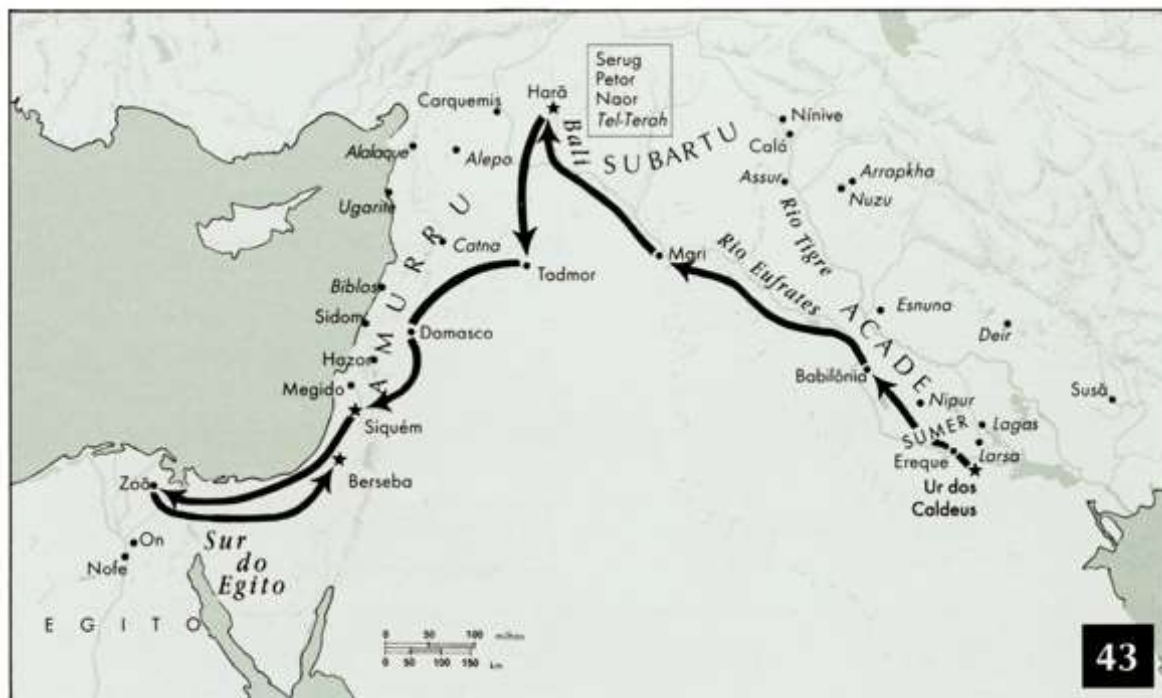 Serug
Petor
Naor
Tel-Terah
Harã
Carquemis
Bali
SUBARTU
Nínive
Calá
Alalaque
Alepo
Assur
Arrapkha
Nuzu
Ugarite
Rio Tigre
AMURRU
Catna
Mari
Rio Eufrates
Tadmor
Biblos
Sidom
Esnuna
ACADE
Deir
Damasco
Hazor
Babilônia
Megido
Susã
Nipur
Siquém
SUMER
Lagas
Larsa
Ereque
Berseba
Ur dos
Caldeus
Zoã
On
Nofe
Sur
do
Egito
EGITO
0 50 100 milhas
0 50 100 150 km
43